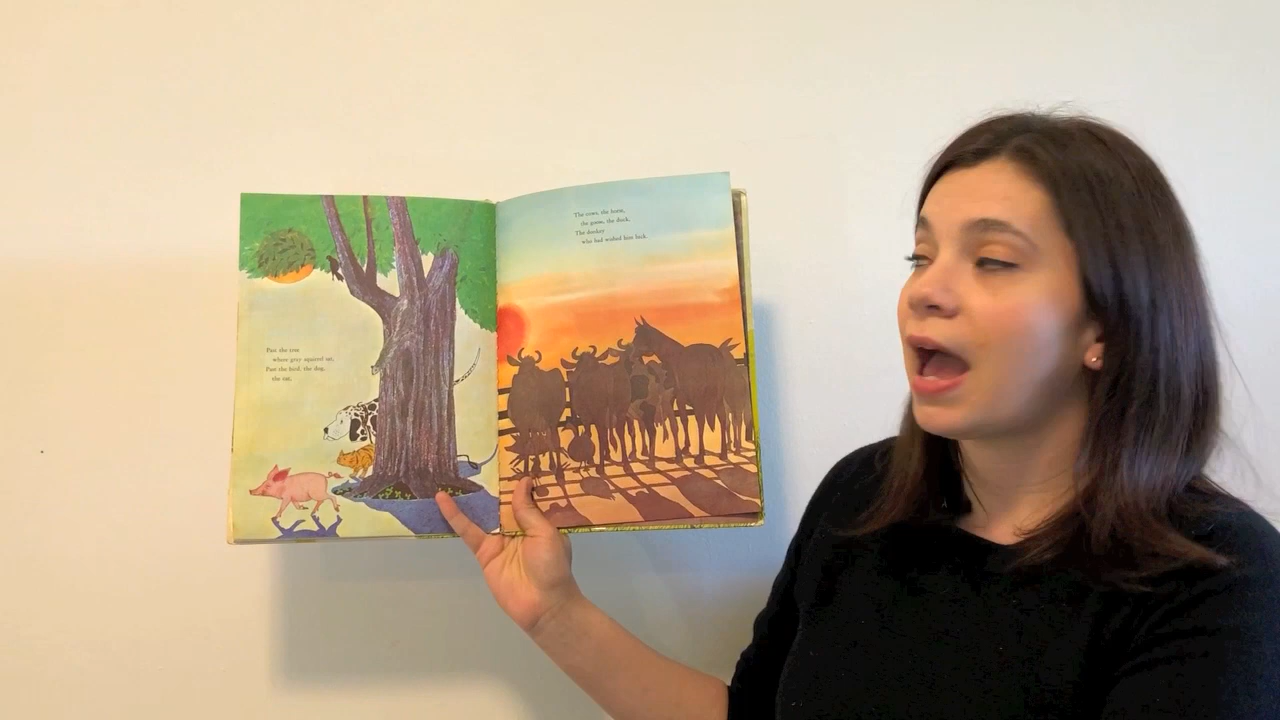 Past the tree
where gray squirrel sat,
Past the bird, the dog,
the cat,
The cows, the horse,
the goose, the duck,
The donkey
who had wished him luck.